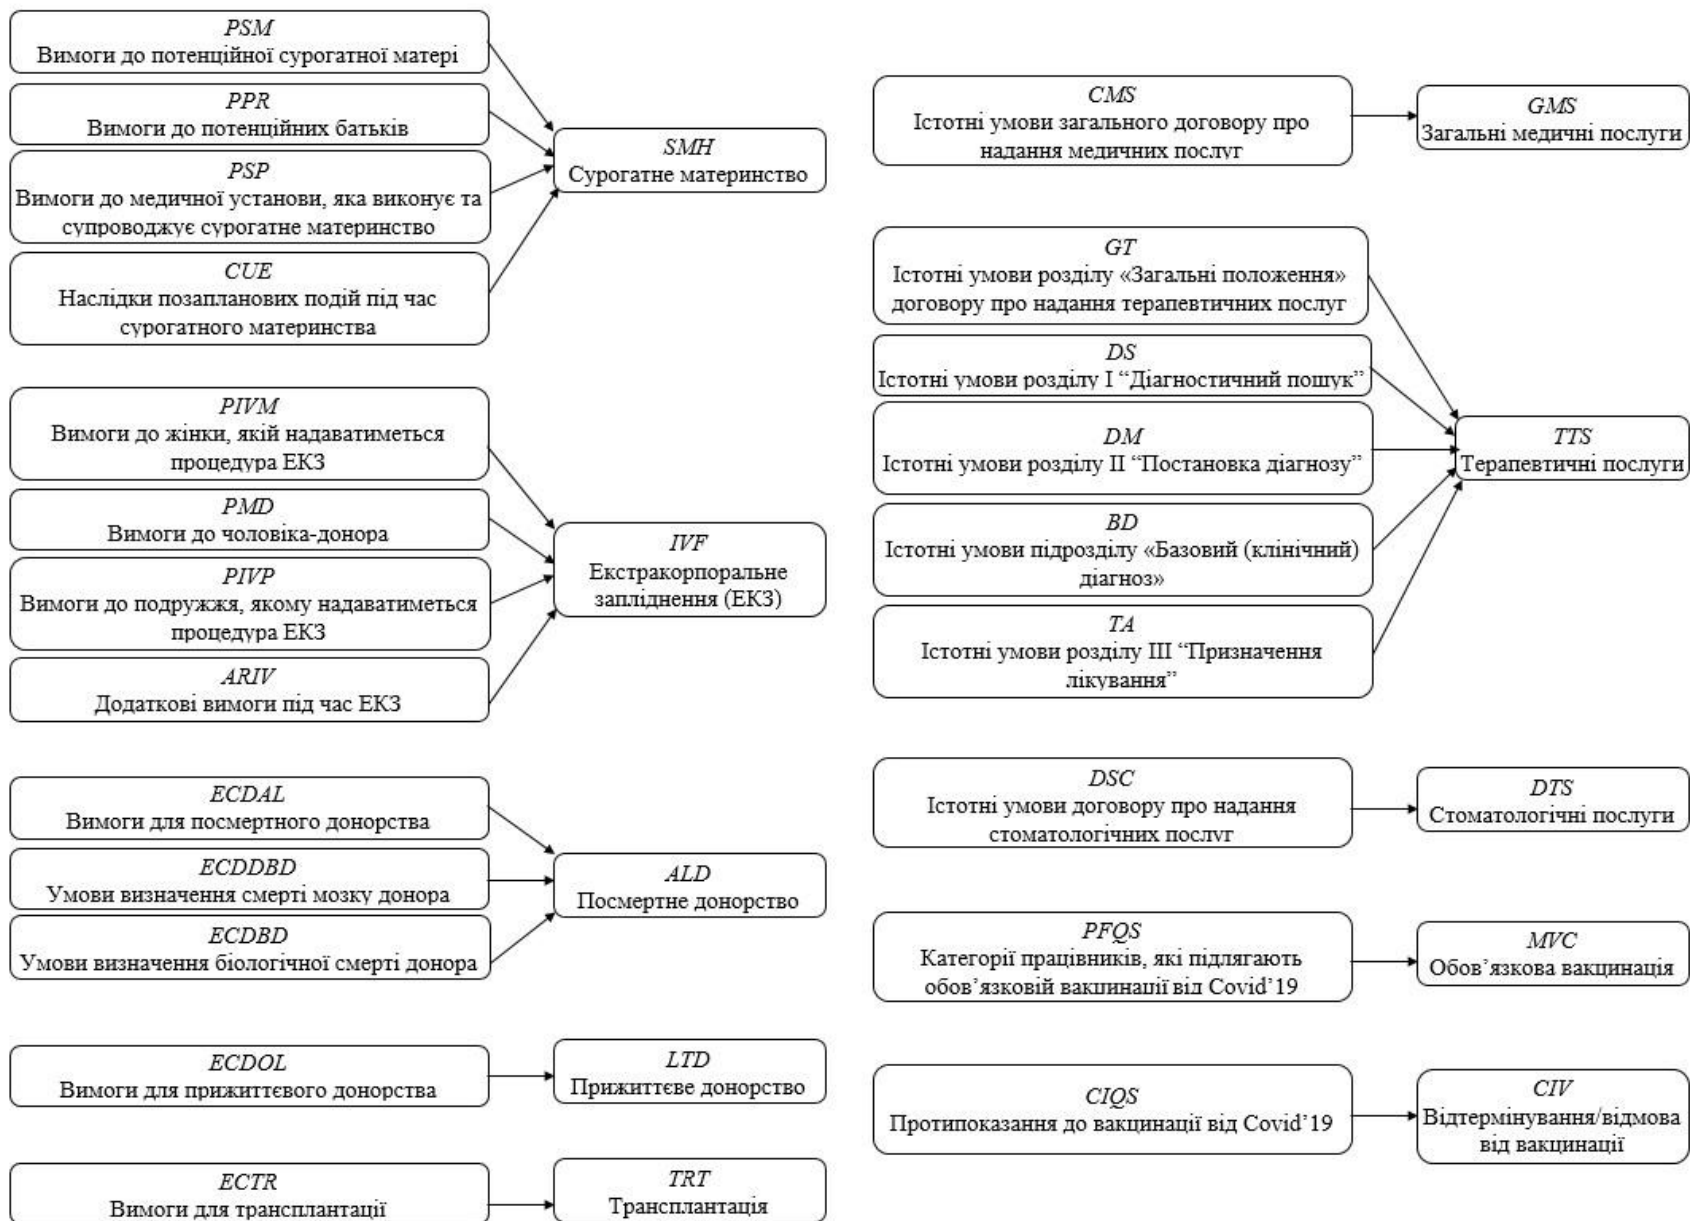 PSM
Вимоги до потенційної сурогатної матері
PPR
Вимоги до потенційних батьків
PSP
Вимоги до медичної установи, яка виконує та
супроводжує сурогатне материнство
CUE
Наслідки позапланових подій під час
сурогатного материнства
SMH
Сурогатне материнство
PIVM
Вимоги до жінки, якій надаватиметься
процедура ЕКЗ
PMD
Вимоги до чоловіка-донора
PIVP
Вимоги до подружжя, якому надаватиметься
процедура ЕКЗ
ARIV
Додаткові вимоги під час ЕКЗ
IVF
Екстракорпоральне
запліднення (ЕКЗ)
ECDAL
Вимоги для посмертного донорства
ECDDBD
Умови визначення смерті мозку донора
ECDBD
Умови визначення біологічної смерті донора
ALD
Посмертне донорство
ECDOL
Вимоги для прижиттєвого донорства
LTD
Прижиттєве донорство
ECTR
Вимоги для трансплантації
TRT
Трансплантація
CMS
Істотні умови загального договору про
надання медичних послуг
GMS
Загальні медичні послуги
GT
Істотні умови розділу «Загальні положення»
договору про надання терапевтичних послуг
DS
Істотні умови розділу I “Діагностичний пошук”
DM
Істотні умови розділу II “Постановка діагнозу”
BD
Істотні умови підрозділу «Базовий (клінічний)
діагноз»
TA
Істотні умови розділу III “Призначення
лікування”
TTS
Терапевтичні послуги
DSC
Істотні умови договору про надання
стоматологічних послуг
DTS
Стоматологічні послуги
PFQS
Категорії працівників, які підлягають
обов’язковій вакцинації від Covid’19
MVC
Обов’язкова вакцинація
CIQS
Протипоказання до вакцинації від Covid’19
CIV
Відтермінування/відмова
від вакцинації